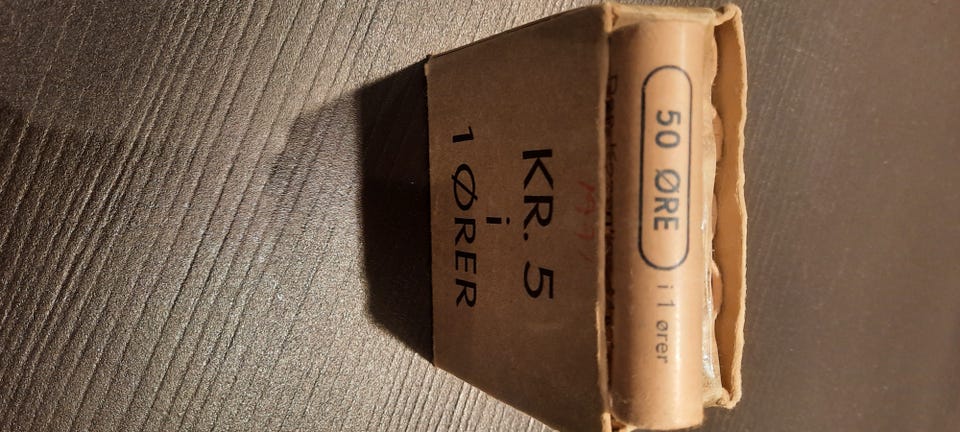 KR. 5
i
1 ØRER
50 ØRE
i 1 ører